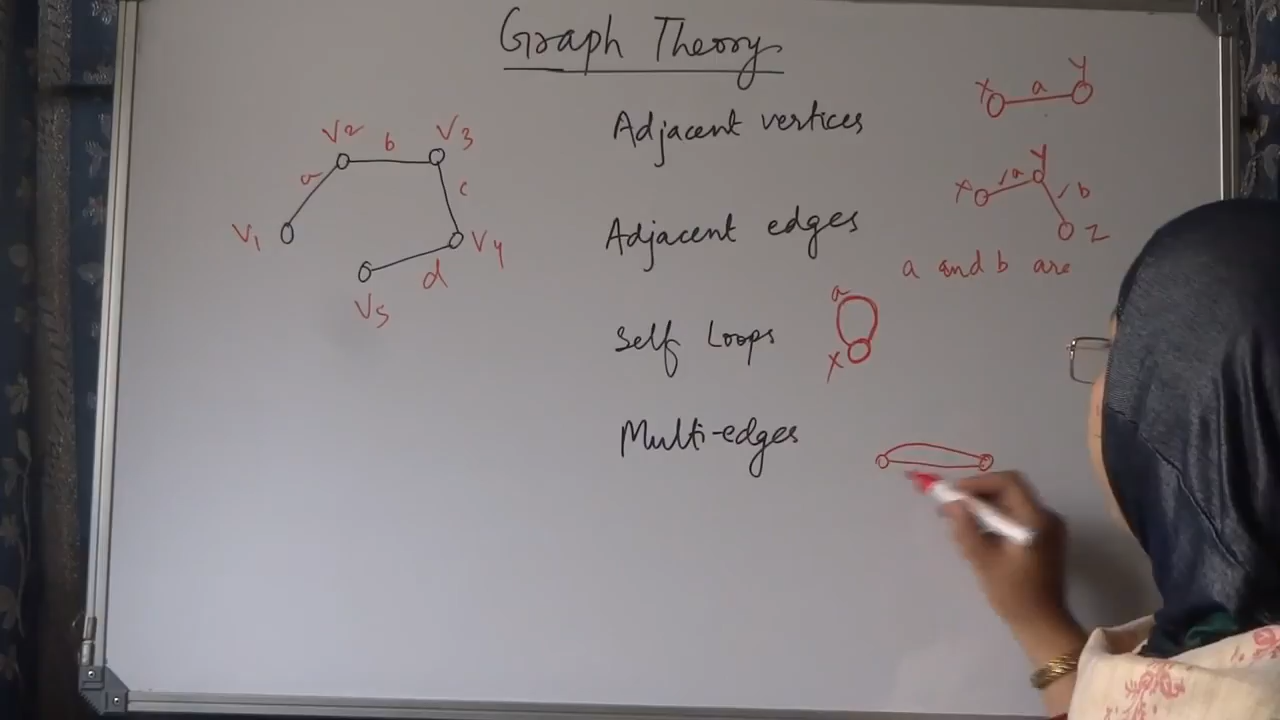 Graph Theory
V2 b V3
a
c
V1
V4
d
V5
Adjacent vertices
x a y
Adjacent edges
x a y
b
z
a and b are
Self Loops
a
x
Multi-edges